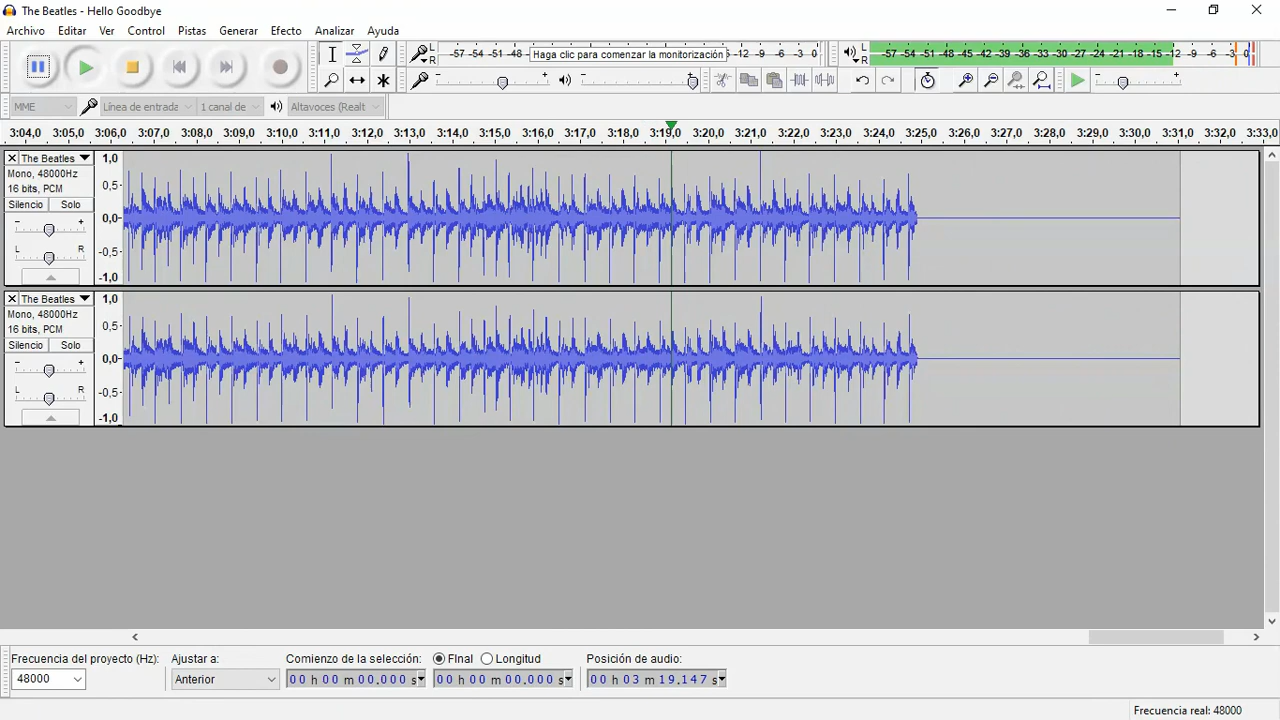 The Beatles - Hello Goodbye
Archivo Editar Ver Control Pistas Generar Efecto Analizar Ayuda
L R -57 -54 -51 -48 Haga clic para comenzar la monitorización -12 -9 -6 -3 0
L R -57 -54 -51 -48 -45 -42 -39 -36 -33 -30 -27 -24 -21 -18 -15 -12 -9 -6 -3 0
MME Línea de entrada 1 canal de Altavoces (Realt
3:04,0 3:05,0 3:06,0 3:07,0 3:08,0 3:09,0 3:10,0 3:11,0 3:12,0 3:13,0 3:14,0 3:15,0 3:16,0 3:17,0 3:18,0 3:19,0 3:20,0 3:21,0 3:22,0 3:23,0 3:24,0 3:25,0 3:26,0 3:27,0 3:28,0 3:29,0 3:30,0 3:31,0 3:32,0 3:33,0
The Beatles 1,0
Mono, 48000Hz
16 bits, PCM 0,5
Silencio Solo
- + 0,0
L R -0,5
-1,0
The Beatles 1,0
Mono, 48000Hz
16 bits, PCM 0,5
Silencio Solo
- + 0,0
L R -0,5
-1,0
Frecuencia del proyecto (Hz): Ajustar a: Comienzo de la selección: FInal Longitud Posición de audio:
48000 Anterior 00 h 00 m 00.000 s 00 h 00 m 00.000 s 00 h 03 m 19.147 s
Frecuencia real: 48000